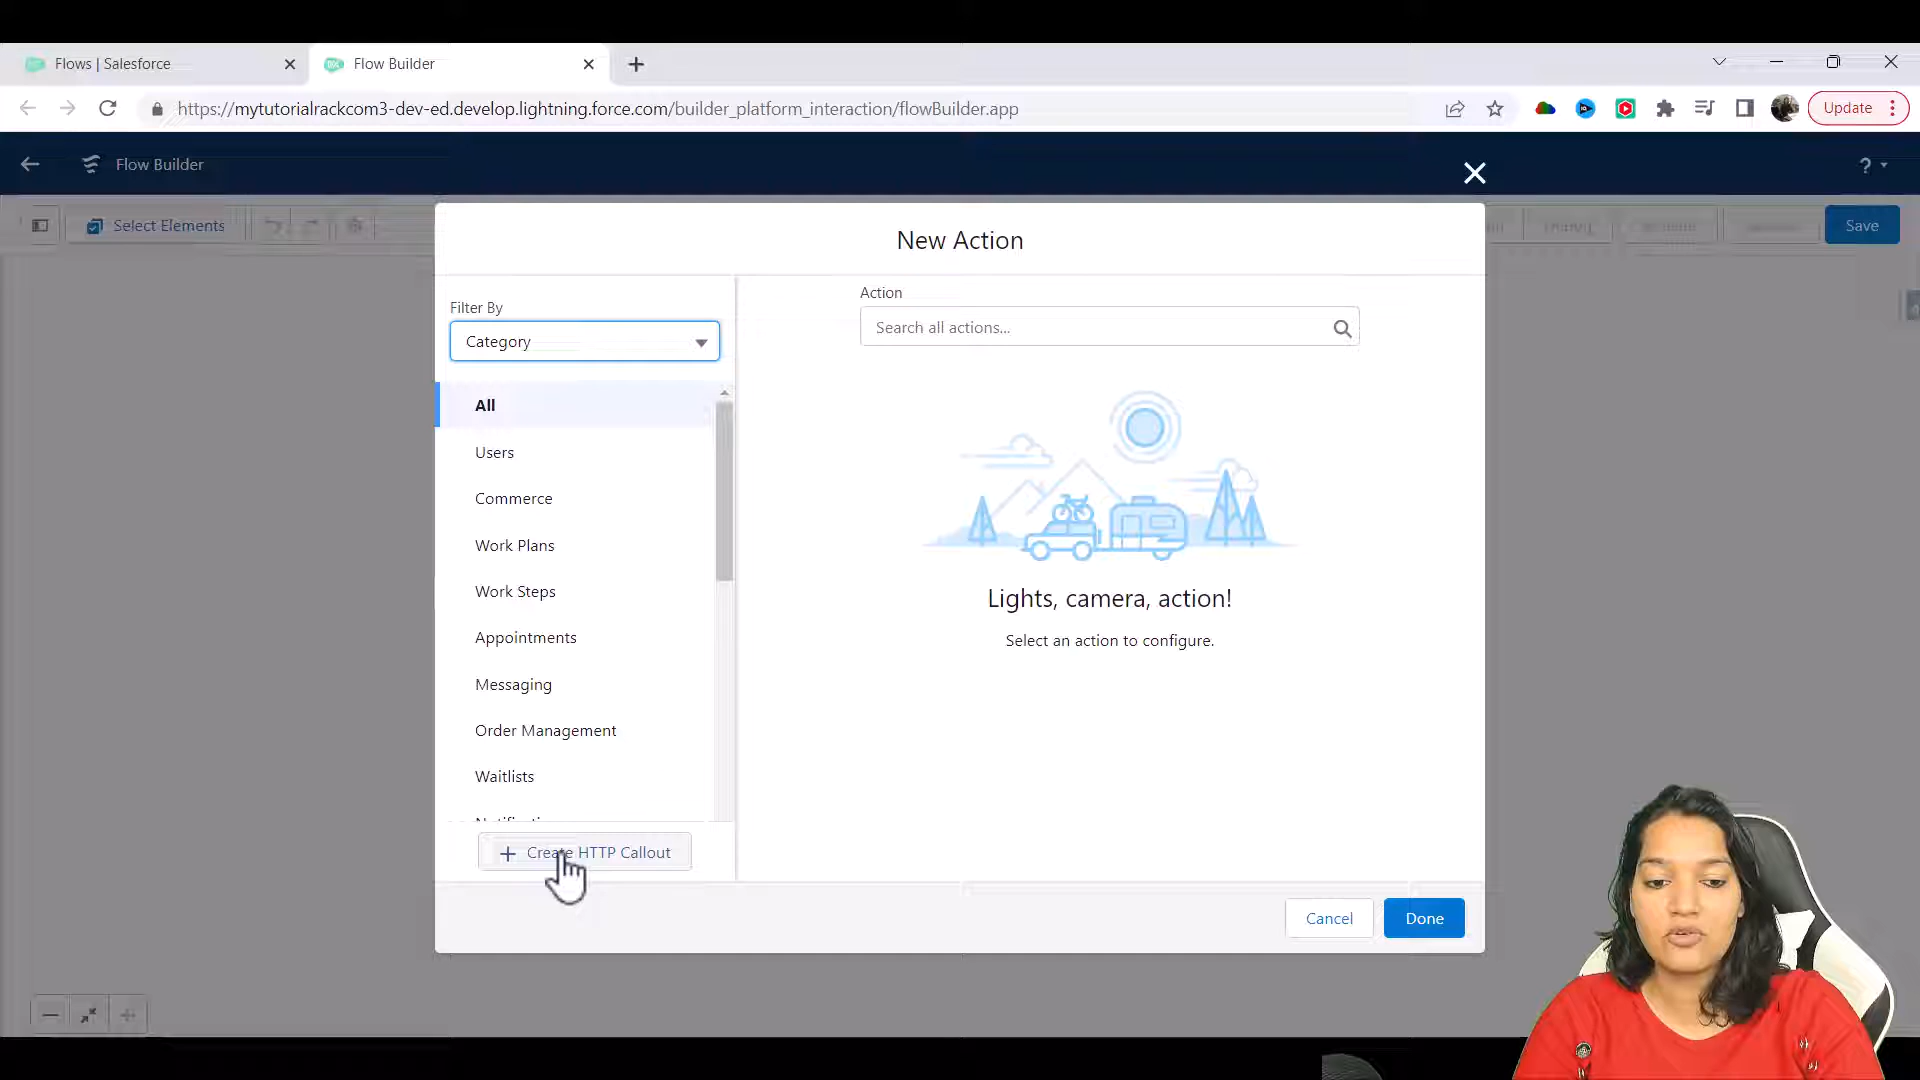 Flows | Salesforce
Flow Builder
https://mytutorialrackcom3-dev-ed.develop.lightning.force.com/builder_platform_interaction/flowBuilder.app
Update
Flow Builder
?
Select Elements
Save
New Action
Filter By
Category
All
Users
Commerce
Work Plans
Work Steps
Appointments
Messaging
Order Management
Waitlists
Action
Search all actions...
Lights, camera, action!
Select an action to configure.
+ Create HTTP Callout
Cancel
Done